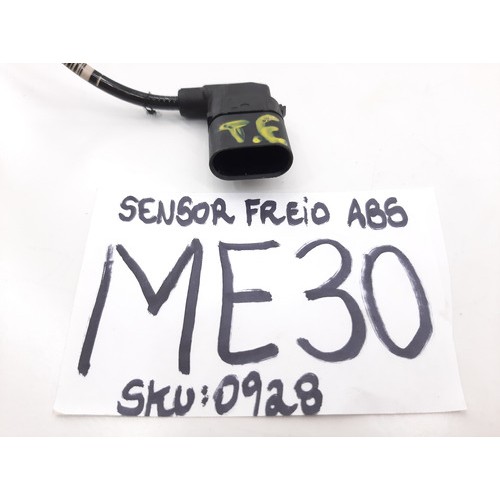 T.E
SENSOR FREIO ABS
ME30
SKU:0928